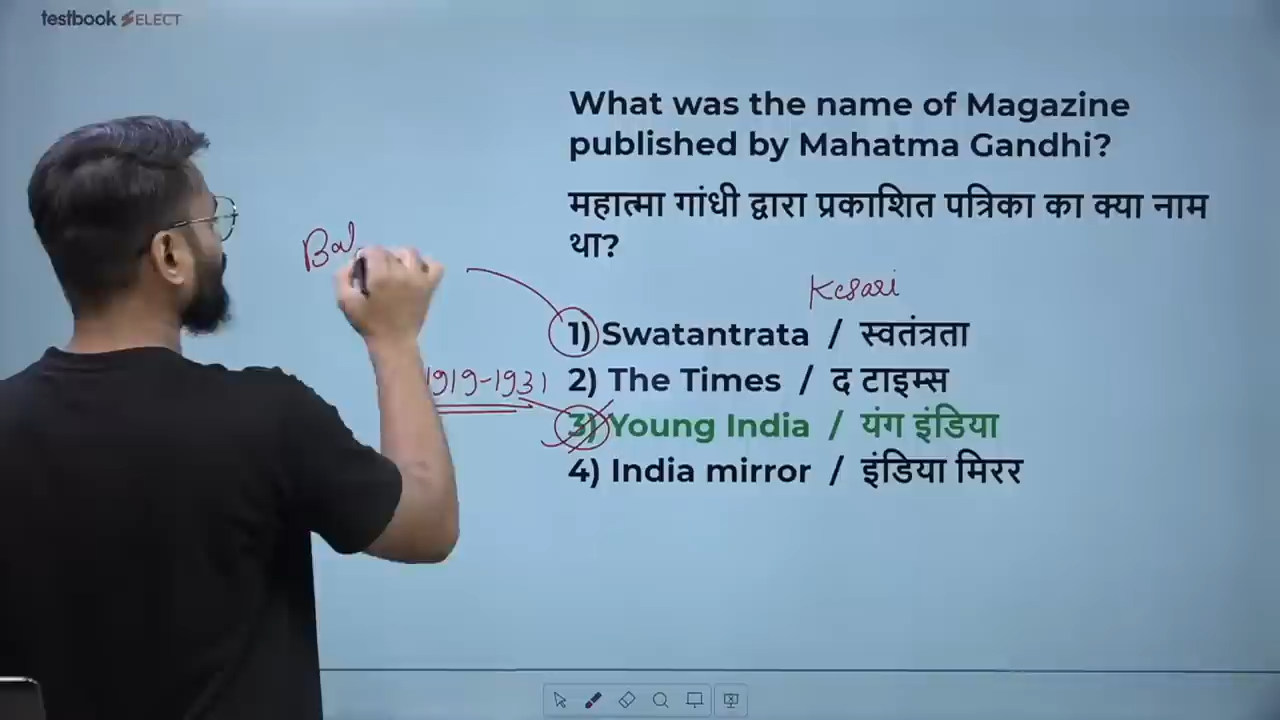 testbook SELECT
What was the name of Magazine
published by Mahatma Gandhi?
महात्मा गांधी द्वारा प्रकाशित पत्रिका का क्या नाम
था?
Kesari
Bal
1) Swatantrata / स्वतंत्रता
1919-1931
2) The Times / द टाइम्स
3) Young India / यंग इंडिया
4) India mirror / इंडिया मिरर